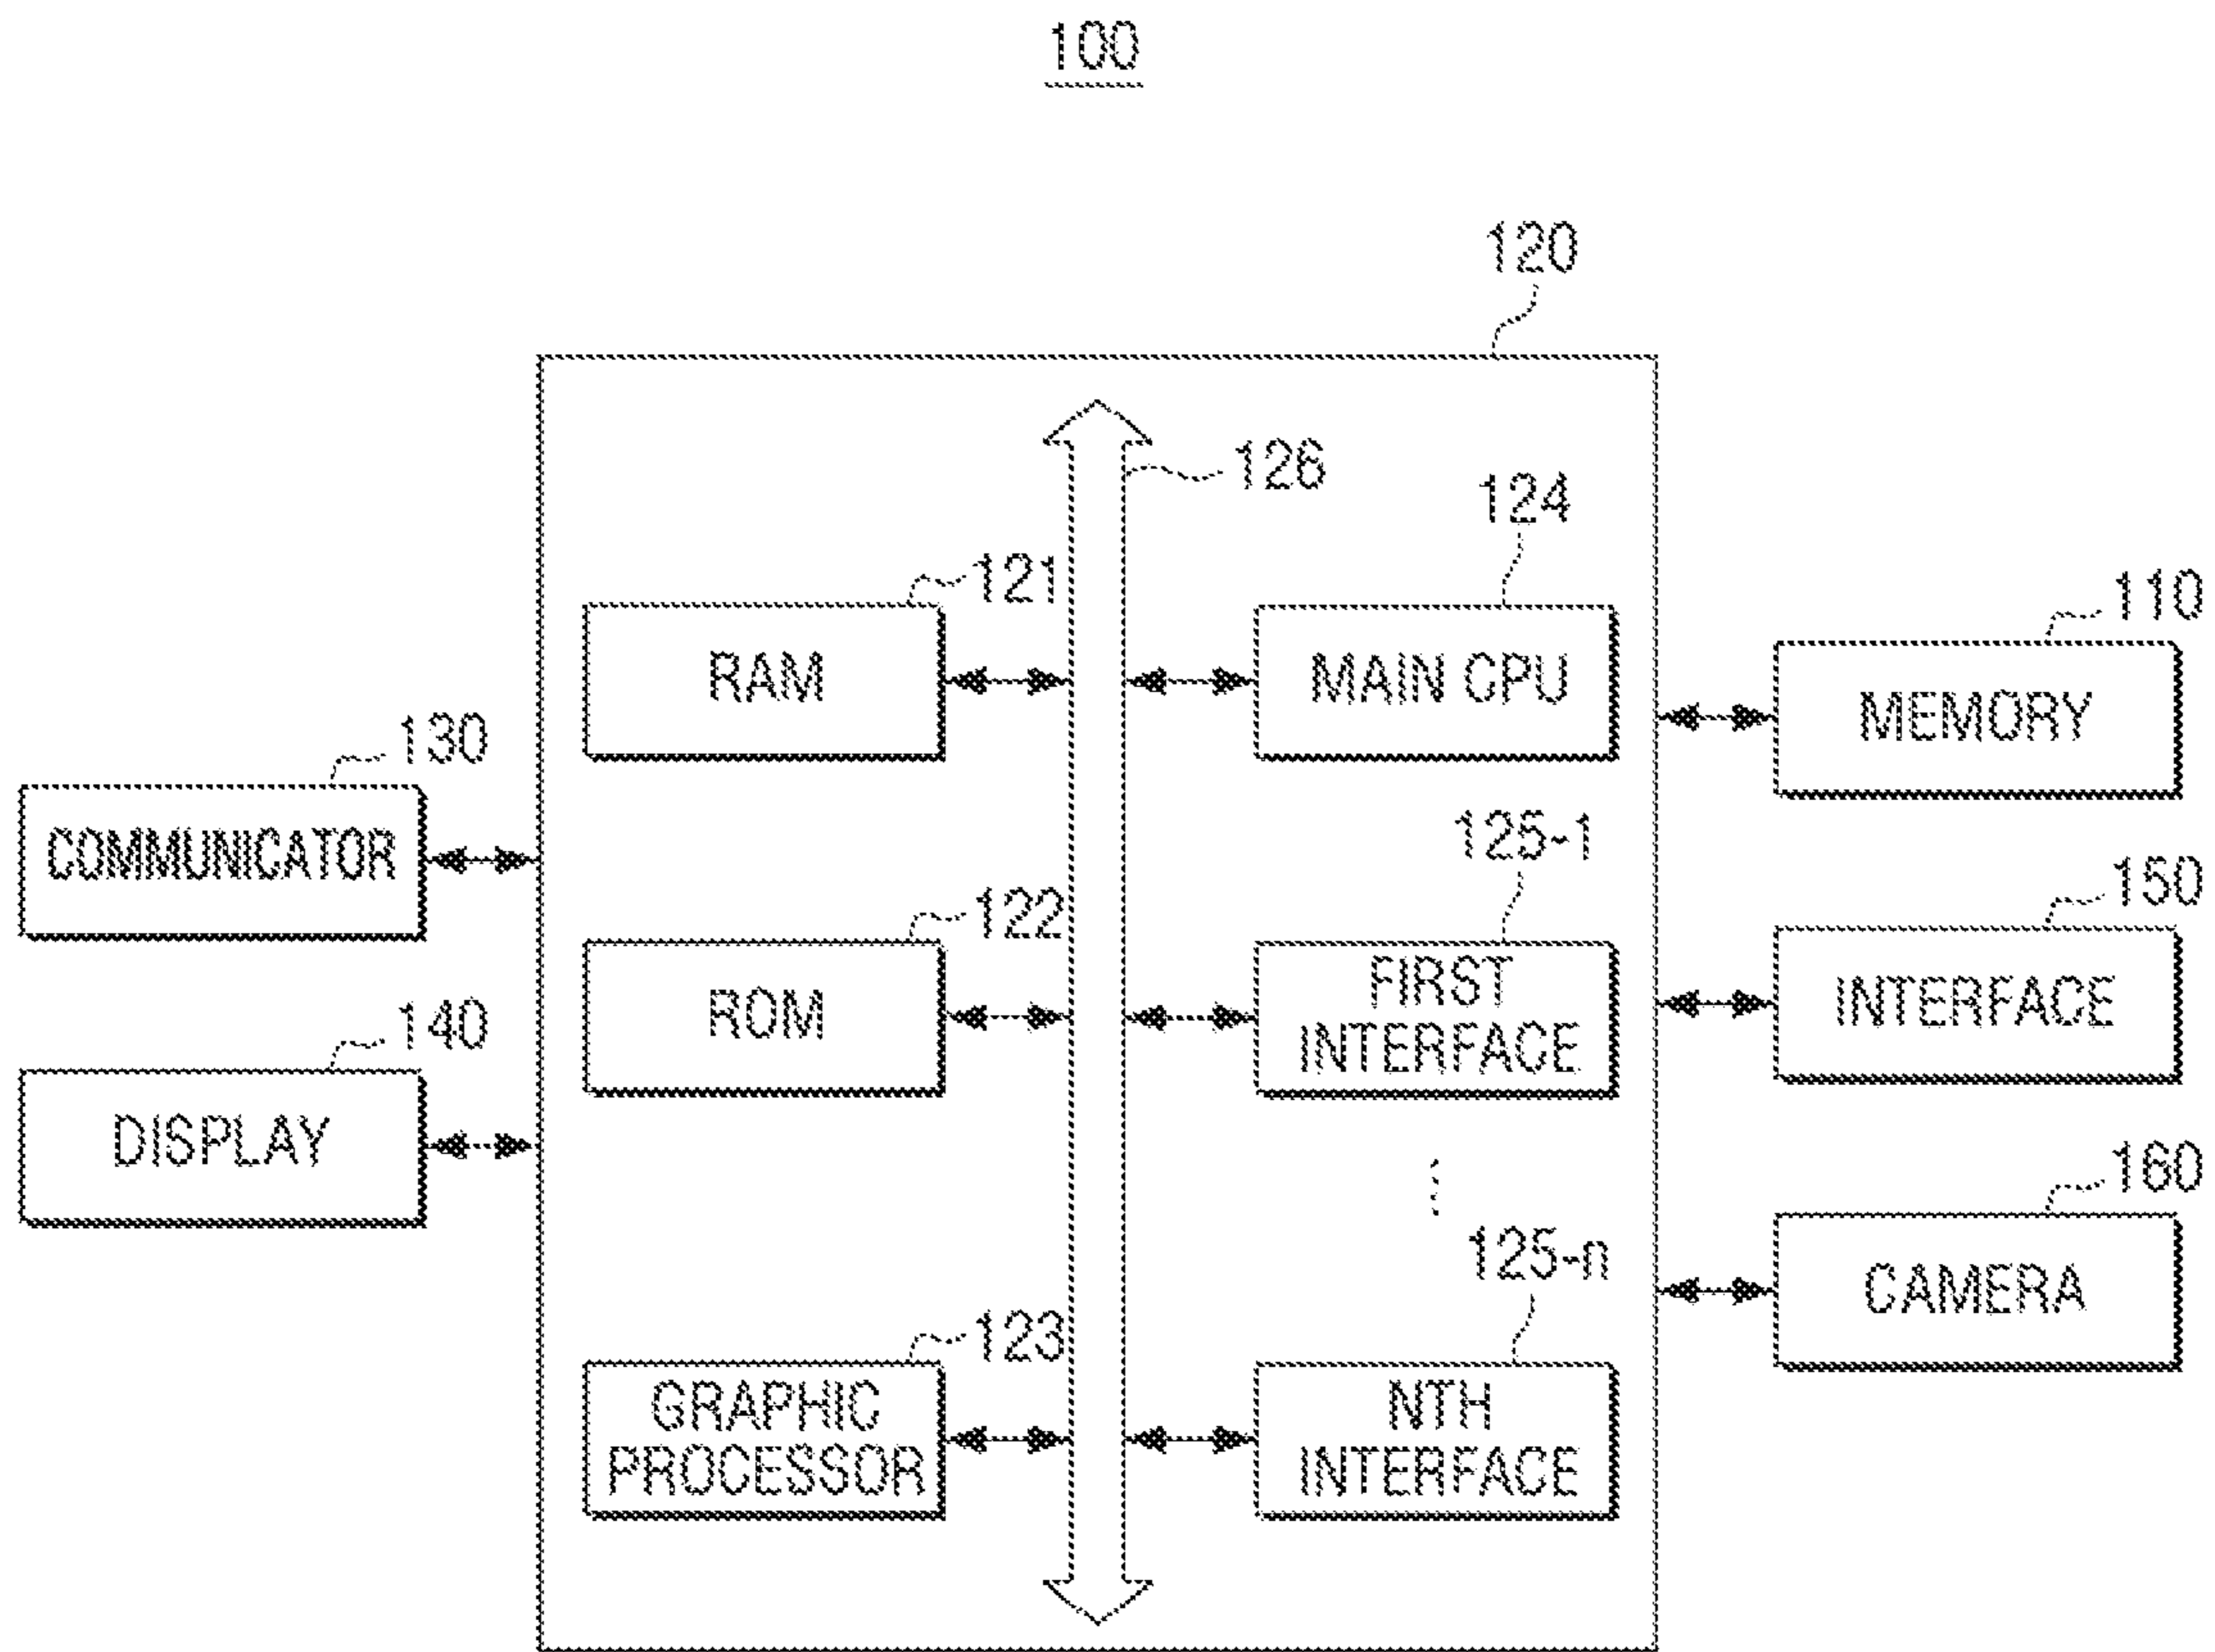 100
120
126
124
121
RAM
MAIN CPU
110
MEMORY
130
COMMUNICATOR
125-1
122
ROM
FIRST
INTERFACE
150
INTERFACE
140
DISPLAY
160
CAMERA
125-n
123
GRAPHIC
PROCESSOR
NTH
INTERFACE